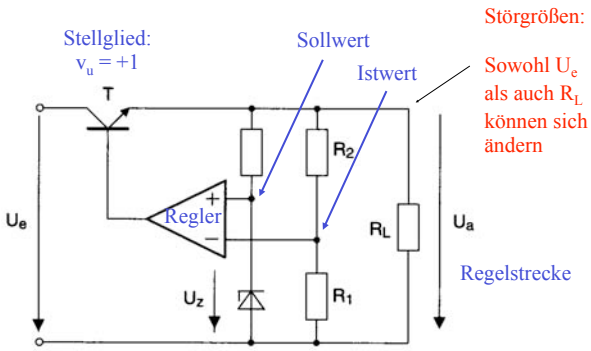 Störgrößen:
Stellglied:
v_u = +1
Sollwert
Istwert
Sowohl U_e
als auch R_L
können sich
ändern
T
R_2
+
Regler
−
U_e
R_L
U_a
U_z
R_1
Regelstrecke